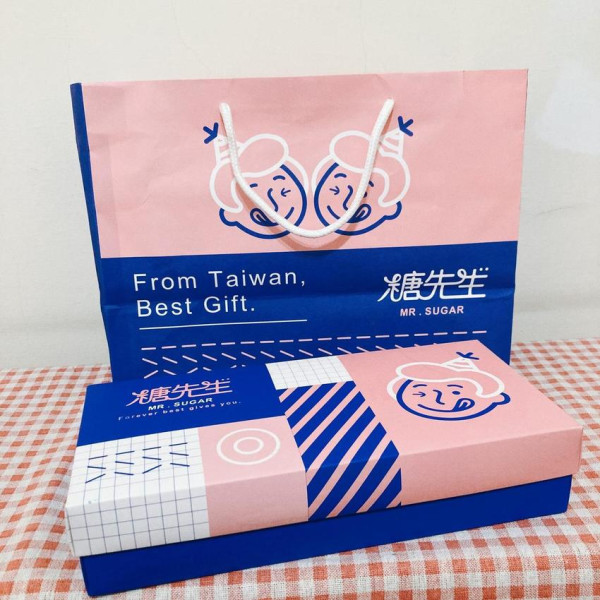 From Taiwan,
Best Gift.
糖先生
MR. SUGAR
糖先生
MR. SUGAR
Forever best gives you.